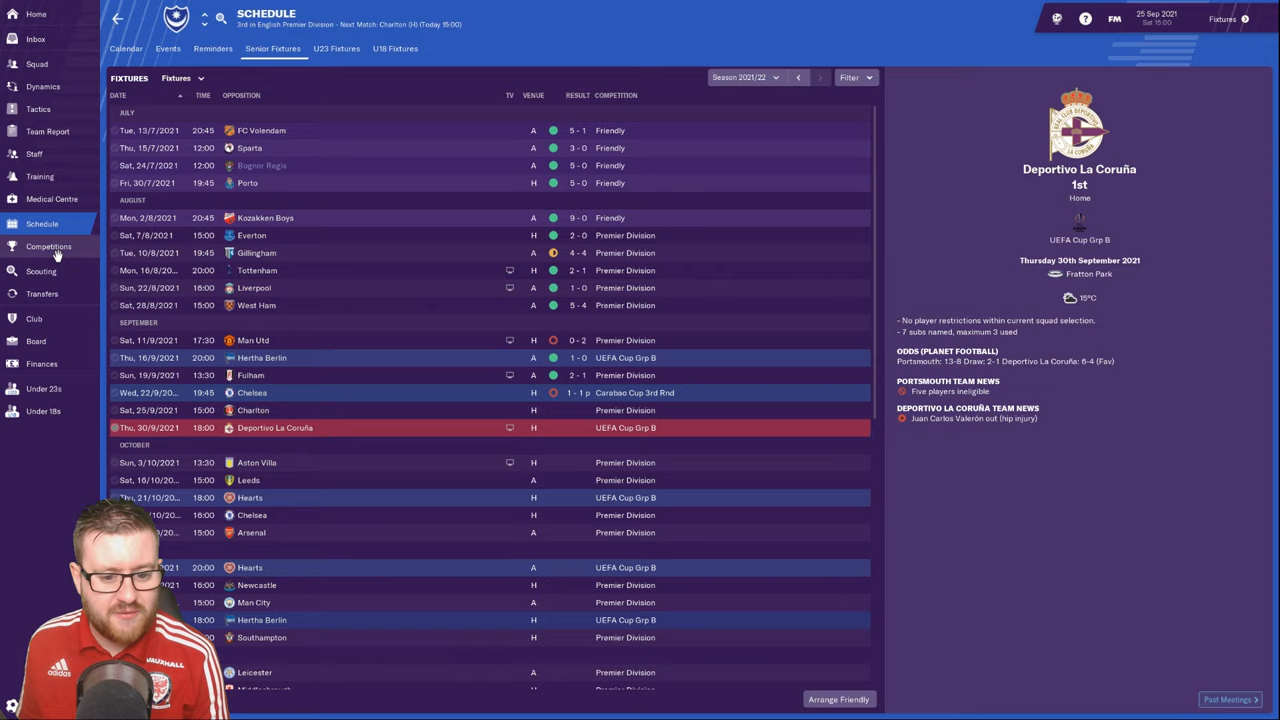 Home
Inbox
Squad
Dynamics
Tactics
Team Report
Staff
Training
Medical Centre
Schedule
Competitions
Scouting
Transfers
Club
Board
Finances
Under 23s
Under 18s
SCHEDULE
3rd in English Premier Division - Next Match: Charlton (H) (Today 15:00)
? FM 25 Sep 2021 Sat 15:00 Fixtures
Calendar Events Reminders Senior Fixtures U23 Fixtures U18 Fixtures
FIXTURES Fixtures Season 2021/22 Filter
DATE TIME OPPOSITION TV VENUE RESULT COMPETITION
JULY
Tue, 13/7/2021 20:45 FC Volendam A 5 - 1 Friendly
Thu, 15/7/2021 12:00 Sparta A 3 - 0 Friendly
Sat, 24/7/2021 12:00 Bognor Regis A 5 - 0 Friendly
Fri, 30/7/2021 19:45 Porto H 5 - 0 Friendly
AUGUST
Mon, 2/8/2021 20:45 Kozakken Boys A 9 - 0 Friendly
Sat, 7/8/2021 15:00 Everton H 2 - 0 Premier Division
Tue, 10/8/2021 19:45 Gillingham A 4 - 4 Premier Division
Mon, 16/8/20... 20:00 Tottenham H 2 - 1 Premier Division
Sun, 22/8/2021 16:00 Liverpool A 1 - 0 Premier Division
Sat, 28/8/2021 15:00 West Ham A 5 - 4 Premier Division
SEPTEMBER
Sat, 11/9/2021 17:30 Man Utd H 0 - 2 Premier Division
Thu, 16/9/2021 20:00 Hertha Berlin A 1 - 0 UEFA Cup Grp B
Sun, 19/9/2021 13:30 Fulham A 2 - 1 Premier Division
Wed, 22/9/20... 19:45 Chelsea H 1 - 1 p Carabao Cup 3rd Rnd
Sat, 25/9/2021 15:00 Charlton H Premier Division
Thu, 30/9/2021 18:00 Deportivo La Coruña H UEFA Cup Grp B
OCTOBER
Sun, 3/10/2021 13:30 Aston Villa H Premier Division
Sat, 16/10/20... 15:00 Leeds A Premier Division
Thu, 21/10/20... 18:00 Hearts H UEFA Cup Grp B
10/20... 16:00 Chelsea H Premier Division
10/20... 15:00 Arsenal A Premier Division
2021 20:00 Hearts A UEFA Cup Grp B
2021 16:00 Newcastle H Premier Division
15:00 Man City A Premier Division
18:00 Hertha Berlin H UEFA Cup Grp B
Southampton H Premier Division
Leicester A Premier Division
Arrange Friendly
Deportivo La Coruña
1st
Home
UEFA Cup Grp B
Thursday 30th September 2021
Fratton Park
15ºC
- No player restrictions within current squad selection.
- 7 subs named, maximum 3 used
ODDS (PLANET FOOTBALL)
Portsmouth: 13-8 Draw: 2-1 Deportivo La Coruña: 6-4 (Fav)
PORTSMOUTH TEAM NEWS
Five players ineligible
DEPORTIVO LA CORUÑA TEAM NEWS
Juan Carlos Valerón out (hip injury)
Past Meetings
VAUXHALL